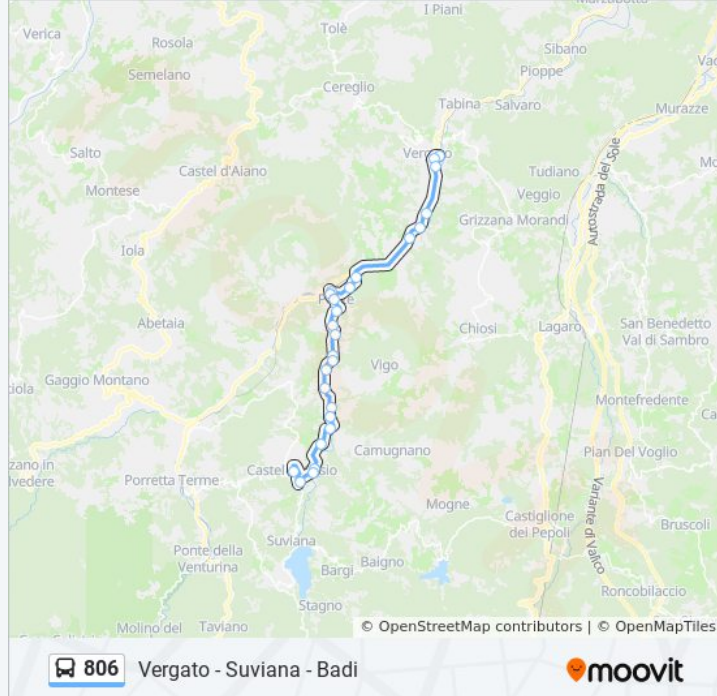 I Piani
Verica
Tolè
Rosola
Sibano
Semelano
Pioppe
Cereglio
Tabina
Salvaro
Murazze
Salto
Castel d'Aiano
Tudiano
Montese
Veggio
Autostrada del Sole
Grizzana Morandi
Iola
Abetaia
Chiosi
Lagaro
San Benedetto
Val di Sambro
Vigo
Gaggio Montano
Montefredente
Camugnano
Pian Del Voglio
Porretta Terme
Mogne
Castiglione
dei Pepoli
Variante di Valico
Bruscoli
Suviana
Ponte della
Venturina
Bargi
Baigno
Roncobilaccio
Stagno
Molino del
Taviano
© OpenStreetMap contributors | © OpenMapTiles
806
Vergato - Suviana - Badi
moovit